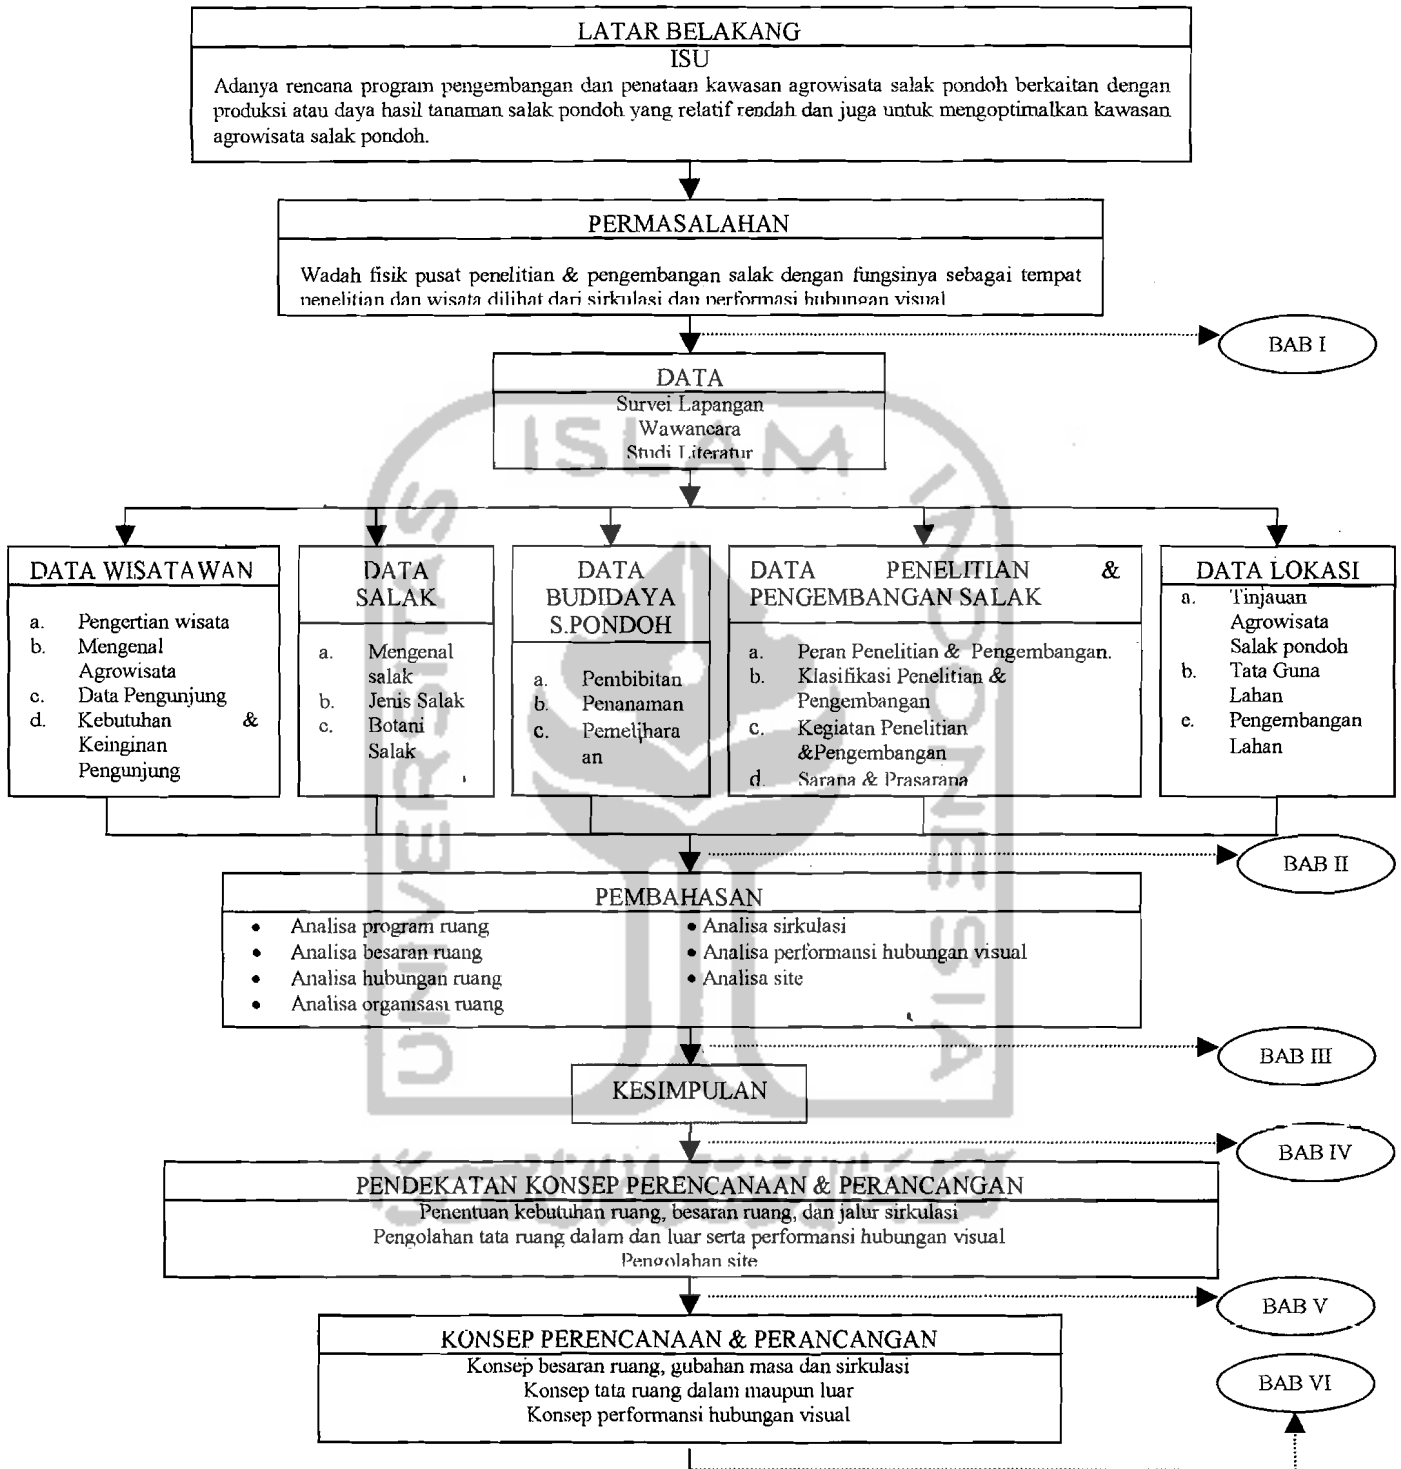 LATAR BELAKANG
ISU
Adanya rencana program pengembangan dan penataan kawasan agrowisata salak pondoh berkaitan dengan
produksi atau daya hasil tanaman salak pondoh yang relatif rendah dan juga untuk mengoptimalkan kawasan
agrowisata salak pondoh.
PERMASALAHAN
Wadah fisik pusat penelitian & pengembangan salak dengan fungsinya sebagai tempat
penelitian dan wisata dilihat dari sirkulasi dan performasi hubungan visual
BAB I
DATA
Survei Lapangan
Wawancara
Studi Literatur
DATA WISATAWAN
a. Pengertian wisata
b. Mengenal
Agrowisata
c. Data Pengunjung
d. Kebutuhan &
Keinginan
Pengunjung
DATA
SALAK
a. Mengenal
salak
b. Jenis Salak
c. Botani
Salak
DATA
BUDIDAYA
S.PONDOH
a. Pembibitan
b. Penanaman
c. Pemelihara
an
DATA PENELITIAN &
PENGEMBANGAN SALAK
a. Peran Penelitian & Pengembangan.
b. Klasifikasi Penelitian &
Pengembangan
c. Kegiatan Penelitian
&Pengembangan
d. Sarana & Prasarana
DATA LOKASI
a. Tinjauan
Agrowisata
Salak pondoh
b. Tata Guna
Lahan
c. Pengembangan
Lahan
BAB II
PEMBAHASAN
• Analisa program ruang
• Analisa besaran ruang
• Analisa hubungan ruang
• Analisa organisasi ruang
• Analisa sirkulasi
• Analisa performansi hubungan visual
• Analisa site
BAB III
KESIMPULAN
BAB IV
PENDEKATAN KONSEP PERENCANAAN & PERANCANGAN
Penentuan kebutuhan ruang, besaran ruang, dan jalur sirkulasi
Pengolahan tata ruang dalam dan luar serta performansi hubungan visual
Pengolahan site
BAB V
KONSEP PERENCANAAN & PERANCANGAN
Konsep besaran ruang, gubahan masa dan sirkulasi
Konsep tata ruang dalam maupun luar
Konsep performansi hubungan visual
BAB VI
UNIVERSITAS
ISLAM
INDONESIA